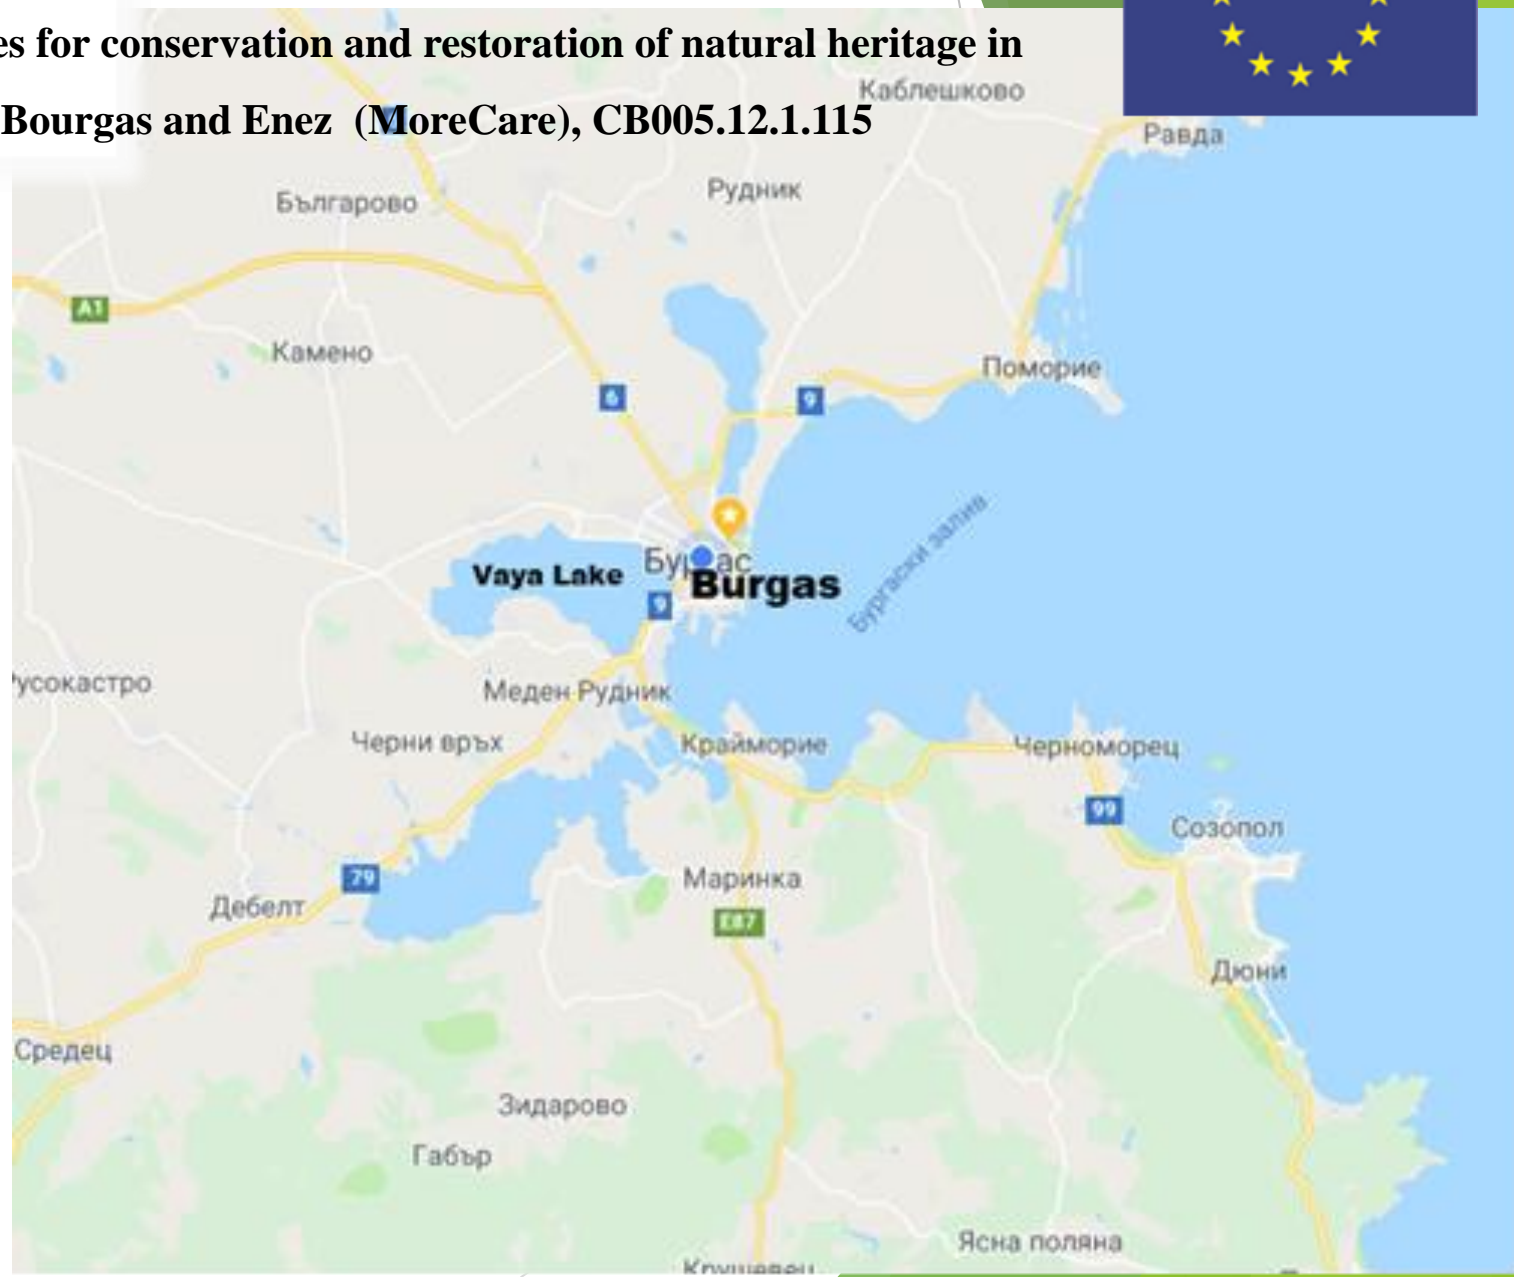 es for conservation and restoration of natural heritage in
Bourgas and Enez (MoreCare), CB005.12.1.115
Каблешково
Равда
Българово
Рудник
A1
Камено
Поморие
6
9
Бургаски залив
Бургас
Vaya Lake
Burgas
9
усокастро
Меден Рудник
Черни връх
Крайморие
Черноморец
99
Созопол
79
Маринка
Дебелт
E87
Дюни
Средец
Зидарово
Габър
Ясна поляна